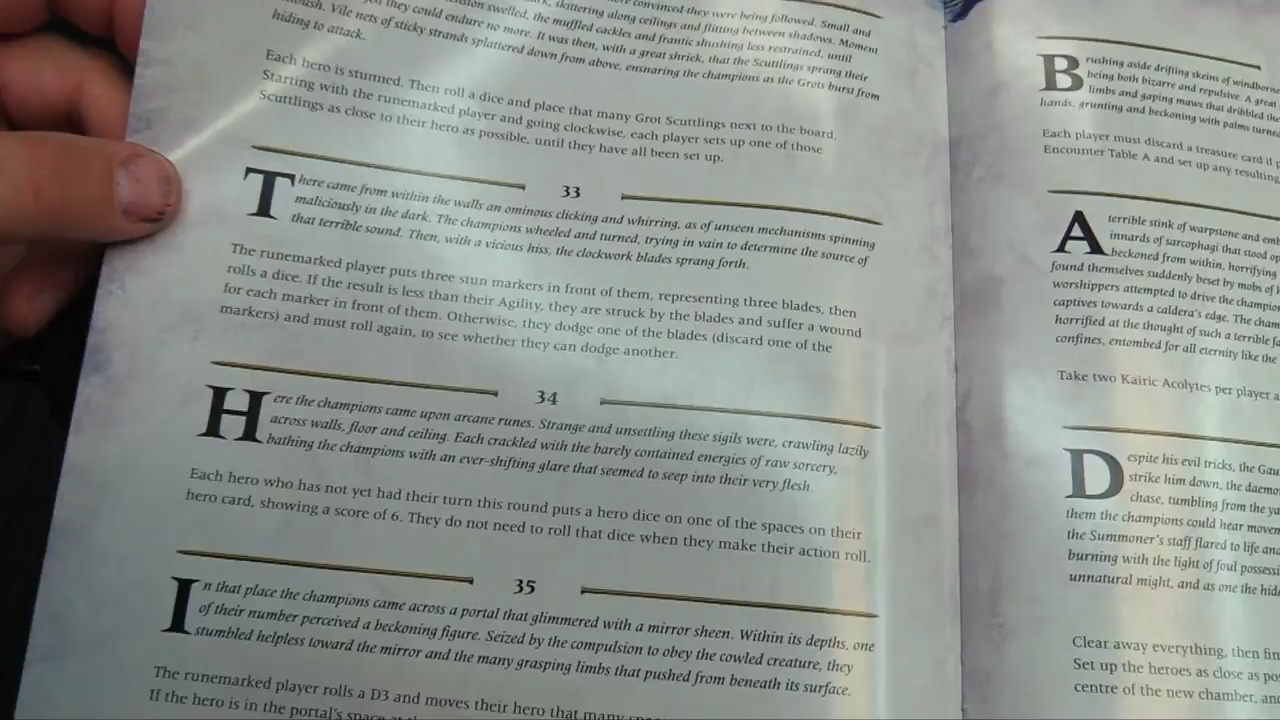 convinced they were being followed. Small and
skittering along ceilings and flitting between shadows. Moment
tension swelled, the muffled cackles and frantic shushing less restrained, until
they could endure no more. It was then, with a great shriek, that the Scuttlings sprang their
Vile nets of sticky strands splattered down from above, ensnaring the champions as the Grots burst from
hiding to attack.
Each hero is stunned. Then roll a dice and place that many Grot Scuttlings next to the board.
Starting with the runemarked player and going clockwise, each player sets up one of those
Scuttlings as close to their hero as possible, until they have all been set up.
33
There came from within the walls an ominous clicking and whirring, as of unseen mechanisms spinning
maliciously in the dark. The champions wheeled and turned, trying in vain to determine the source of
that terrible sound. Then, with a vicious hiss, the clockwork blades sprang forth.
The runemarked player puts three stun markers in front of them, representing three blades, then
rolls a dice. If the result is less than their Agility, they are struck by the blades and suffer a wound
for each marker in front of them. Otherwise, they dodge one of the blades (discard one of the
markers) and must roll again, to see whether they can dodge another.
34
Here the champions came upon arcane runes. Strange and unsettling these sigils were, crawling lazily
across walls, floor and ceiling. Each crackled with the barely contained energies of raw sorcery,
bathing the champions with an ever-shifting glare that seemed to seep into their very flesh.
Each hero who has not yet had their turn this round puts a hero dice on one of the spaces on their
hero card, showing a score of 6. They do not need to roll that dice when they make their action roll.
35
In that place the champions came across a portal that glimmered with a mirror sheen. Within its depths, one
of their number perceived a beckoning figure. Seized by the compulsion to obey the cowled creature, they
stumbled helpless toward the mirror and the many grasping limbs that pushed from beneath its surface.
The runemarked player rolls a D3 and moves their hero that many
If the hero is in the portal's space
Brushing aside drifting skeins of
being both bizarre and repulsive. A great
limbs and gaping maws that dribbled
hands, grunting and beckoning with palms turned
Each player must discard a treasure card if
Encounter Table A and set up any resulting
A terrible stink of warpstone and
innards of sarcophagi that stood
beckoned from within, horrifying
found themselves suddenly beset by mobs of
worshippers attempted to drive the
captives towards a caldera's edge. The
horrified at the thought of such a terrible
confines, entombed for all eternity like the
Take two Kairic Acolytes per player
Despite his evil tricks, the
strike him down, the
chase, tumbling from the
them the champions could hear
the Summoner's staff flared to life
burning with the light of foul
unnatural might, and as one the
Clear away everything, then
Set up the heroes as close as
centre of the new chamber,